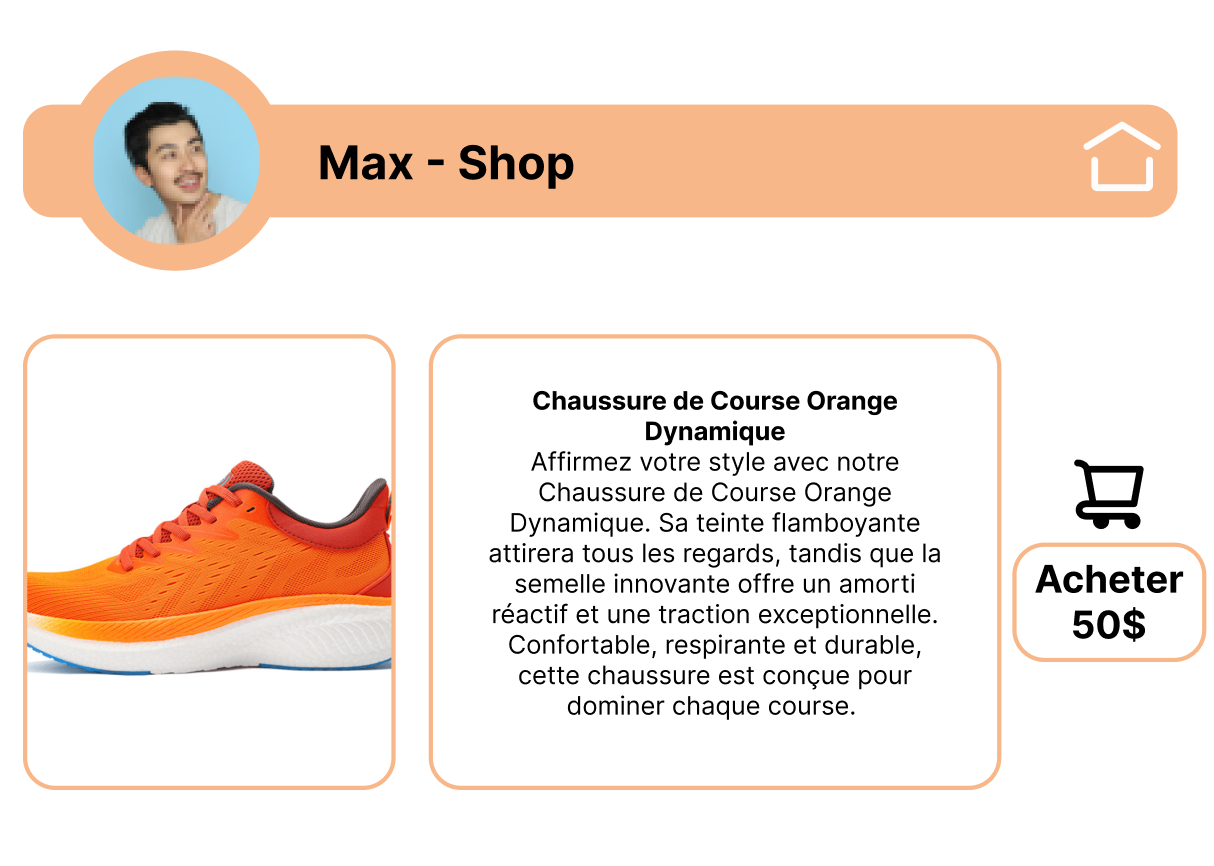 Max - Shop
Chaussure de Course Orange
Dynamique
Affirmez votre style avec notre
Chaussure de Course Orange
Dynamique. Sa teinte flamboyante
attirera tous les regards, tandis que la
semelle innovante offre un amorti
réactif et une traction exceptionnelle.
Confortable, respirante et durable,
cette chaussure est conçue pour
dominer chaque course.
Acheter
50$